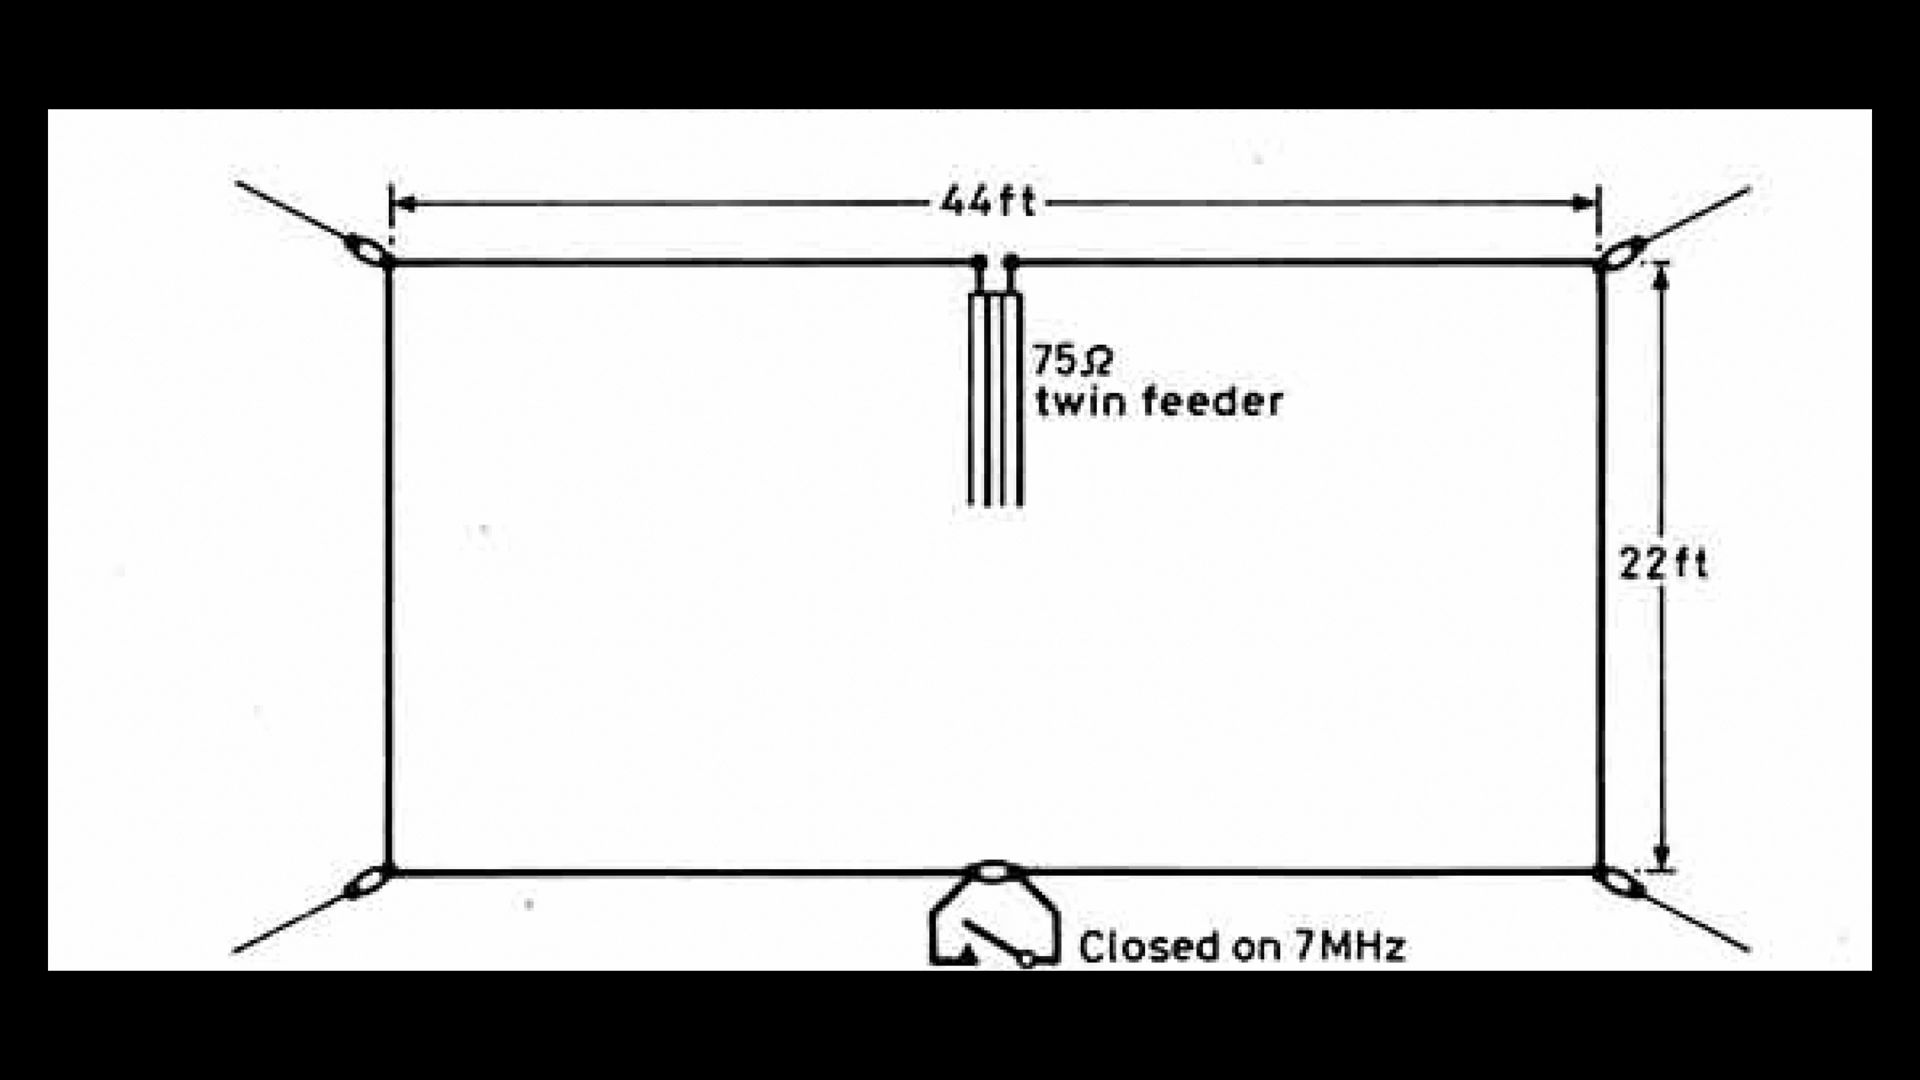 44ft
75Ω
twin feeder
22ft
Closed on 7MHz